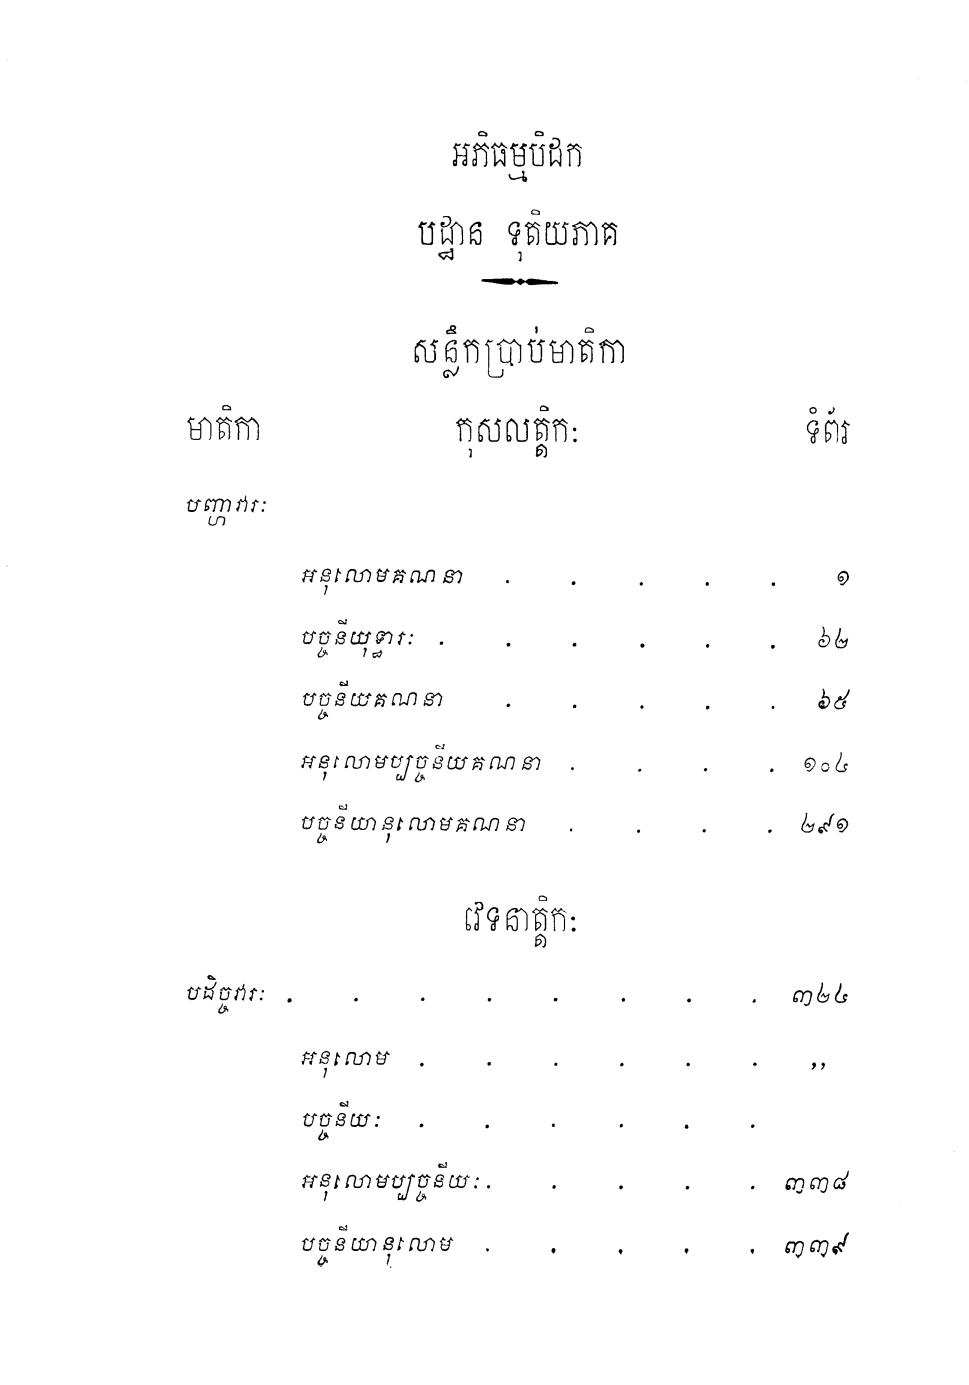 អភិធម្មបិដក
បដ្ឋាន ទុតិយភាគ
សន្លឹកប្រាប់មាតិកា
មាតិកា កុសលត្តិកៈ ទំព័រ
បញ្ហាវារៈ
អនុលោមគណនា . . . . . ១
បច្ចនីយុទ្ធារៈ . . . . . . ៦២
បច្ចនីយគណនា . . . . . ៦៥
អនុលោមប្បច្ចនីយគណនា . . . . ១០៤
បច្ចនីយានុលោមគណនា . . . . ២៩១
វេទនាត្តិកៈ
បដិច្ចវារៈ . . . . . . . . ៣២៤
អនុលោម . . . . . . ,,
បច្ចនីយៈ . . . . . .
អនុលោមប្បច្ចនីយៈ . . . . . ៣៣៨
បច្ចនីយានុលោម . . . . . ៣៣៩